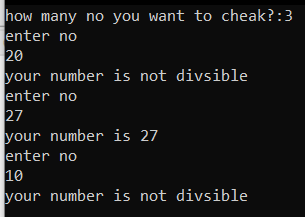 how many no you want to cheak?:3
enter no
20
your number is not divsible
enter no
27
your number is 27
enter no
10
your number is not divsible